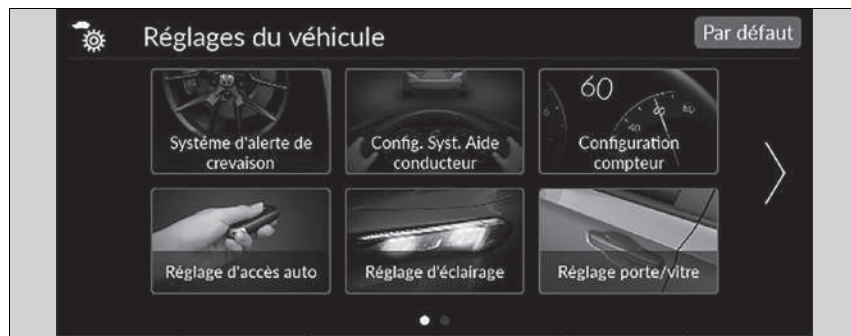 Réglages du véhicule
Par défaut
Systéme d'alerte de
crevaison
Config. Syst. Aide
conducteur
60
Configuration
compteur
Réglage d'accès auto
Réglage d'éclairage
Réglage porte/vitre